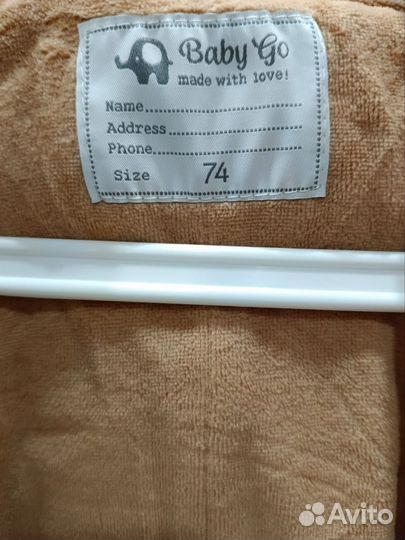 Baby Go
made with love!
Name
Address
Phone
Size 74
Avito